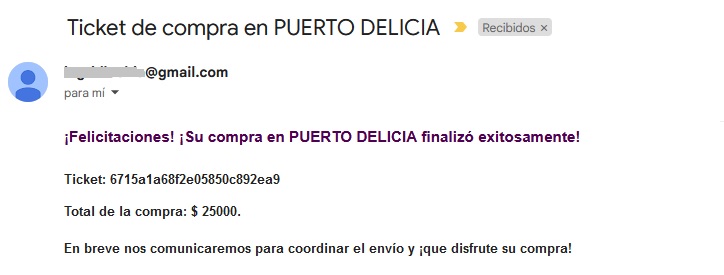 Ticket de compra en PUERTO DELICIA
Recibidos ×
@gmail.com
para mí
¡Felicitaciones! ¡Su compra en PUERTO DELICIA finalizó exitosamente!
Ticket: 6715a1a68f2e05850c892ea9
Total de la compra: $ 25000.
En breve nos comunicaremos para coordinar el envío y ¡que disfrute su compra!